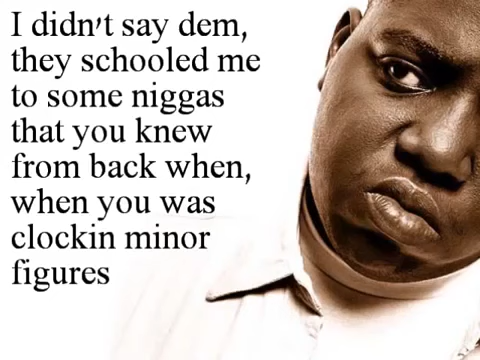 I didn't say dem,
they schooled me
to some niggas
that you knew
from back when,
when you was
clockin minor
figures